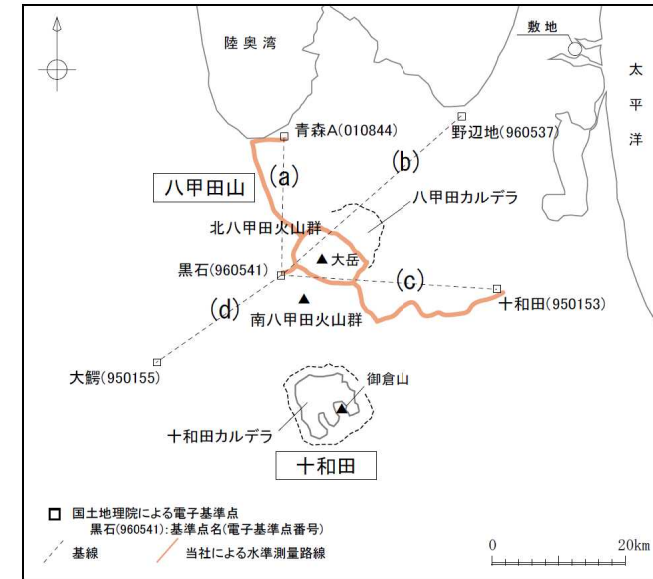 陸奥湾
敷地
太平洋
青森A(010844)
野辺地(960537)
(b)
(a)
八甲田山
八甲田カルデラ
北八甲田火山群
大岳
黒石(960541)
(c)
十和田(950153)
(d)
南八甲田火山群
大鰐(950155)
御倉山
十和田カルデラ
十和田
国土地理院による電子基準点
黒石(960541):基準点名(電子基準点番号)
基線
当社による水準測量路線
0
20km